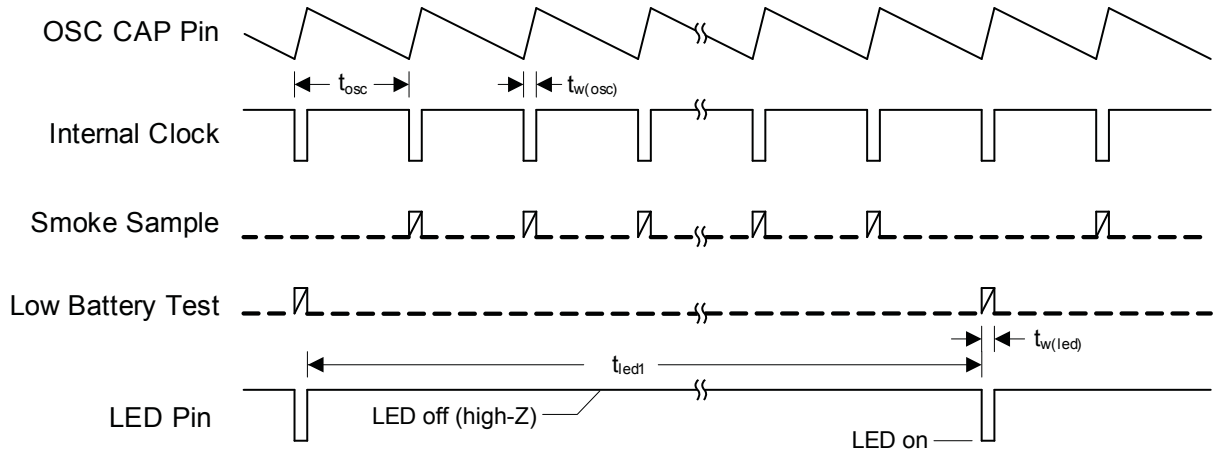 OSC CAP Pin
tosc
tw(osc)
Internal Clock
Smoke Sample
Low Battery Test
tw(led)
tled1
LED Pin
LED off (high-Z)
LED on